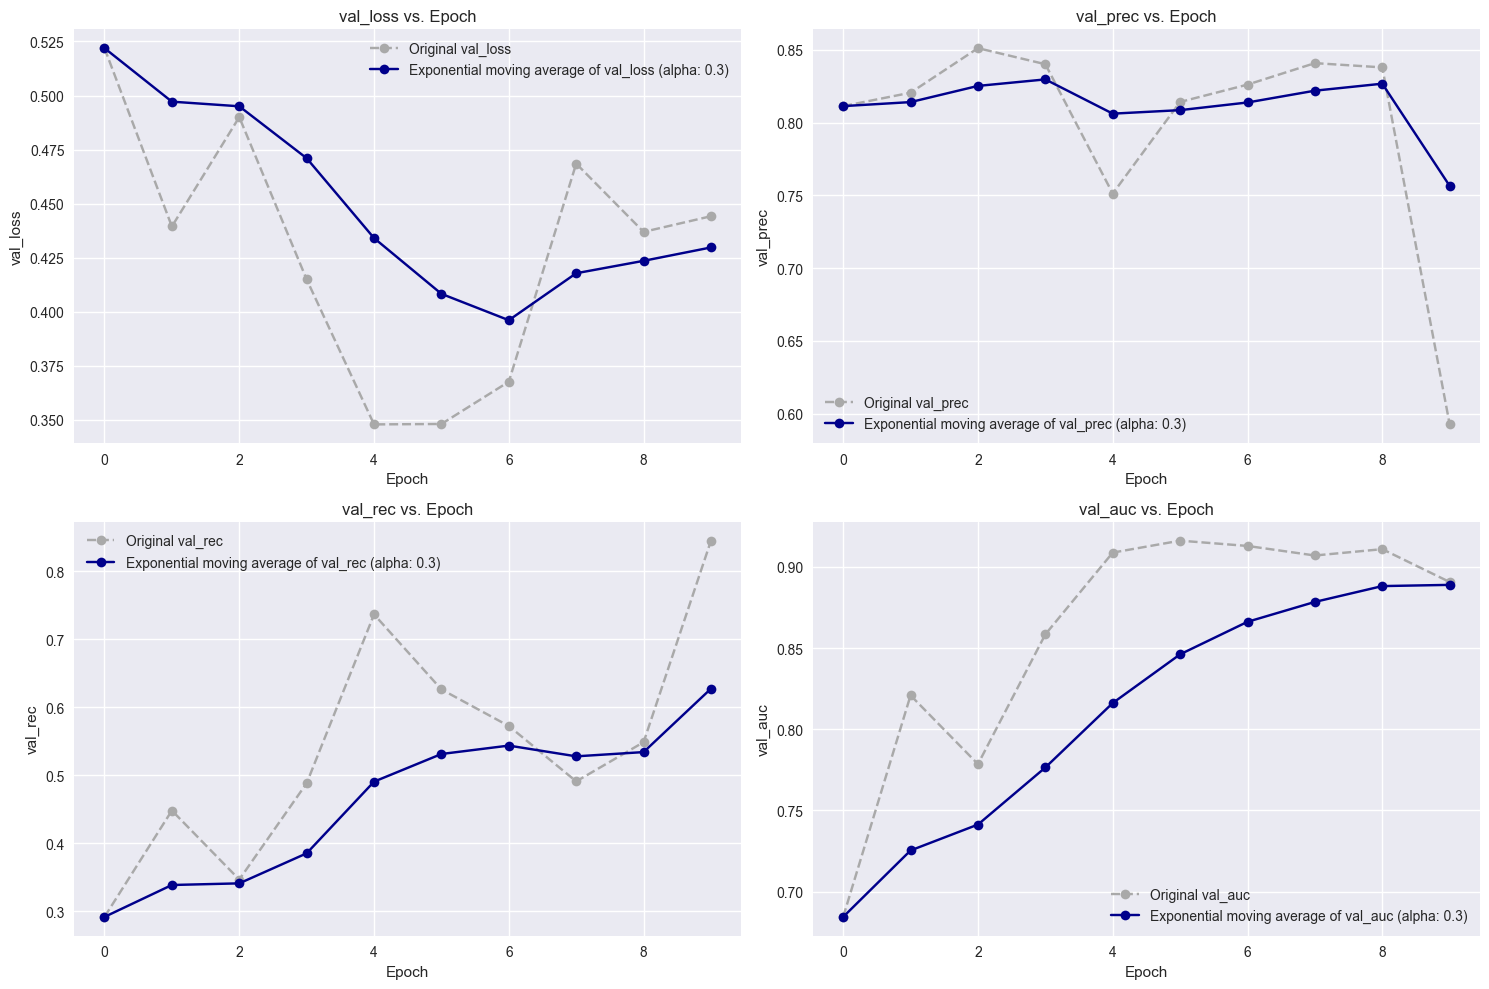 val_loss vs. Epoch
Original val_loss
Exponential moving average of val_loss (alpha: 0.3)
0.525
0.500
0.475
0.450
0.425
0.400
0.375
0.350
val_loss
0 2 4 6 8
Epoch
val_prec vs. Epoch
0.85
0.80
0.75
0.70
0.65
0.60
val_prec
Original val_prec
Exponential moving average of val_prec (alpha: 0.3)
0 2 4 6 8
Epoch
val_rec vs. Epoch
Original val_rec
Exponential moving average of val_rec (alpha: 0.3)
0.8
0.7
0.6
0.5
0.4
0.3
val_rec
0 2 4 6 8
Epoch
val_auc vs. Epoch
0.90
0.85
0.80
0.75
0.70
val_auc
Original val_auc
Exponential moving average of val_auc (alpha: 0.3)
0 2 4 6 8
Epoch